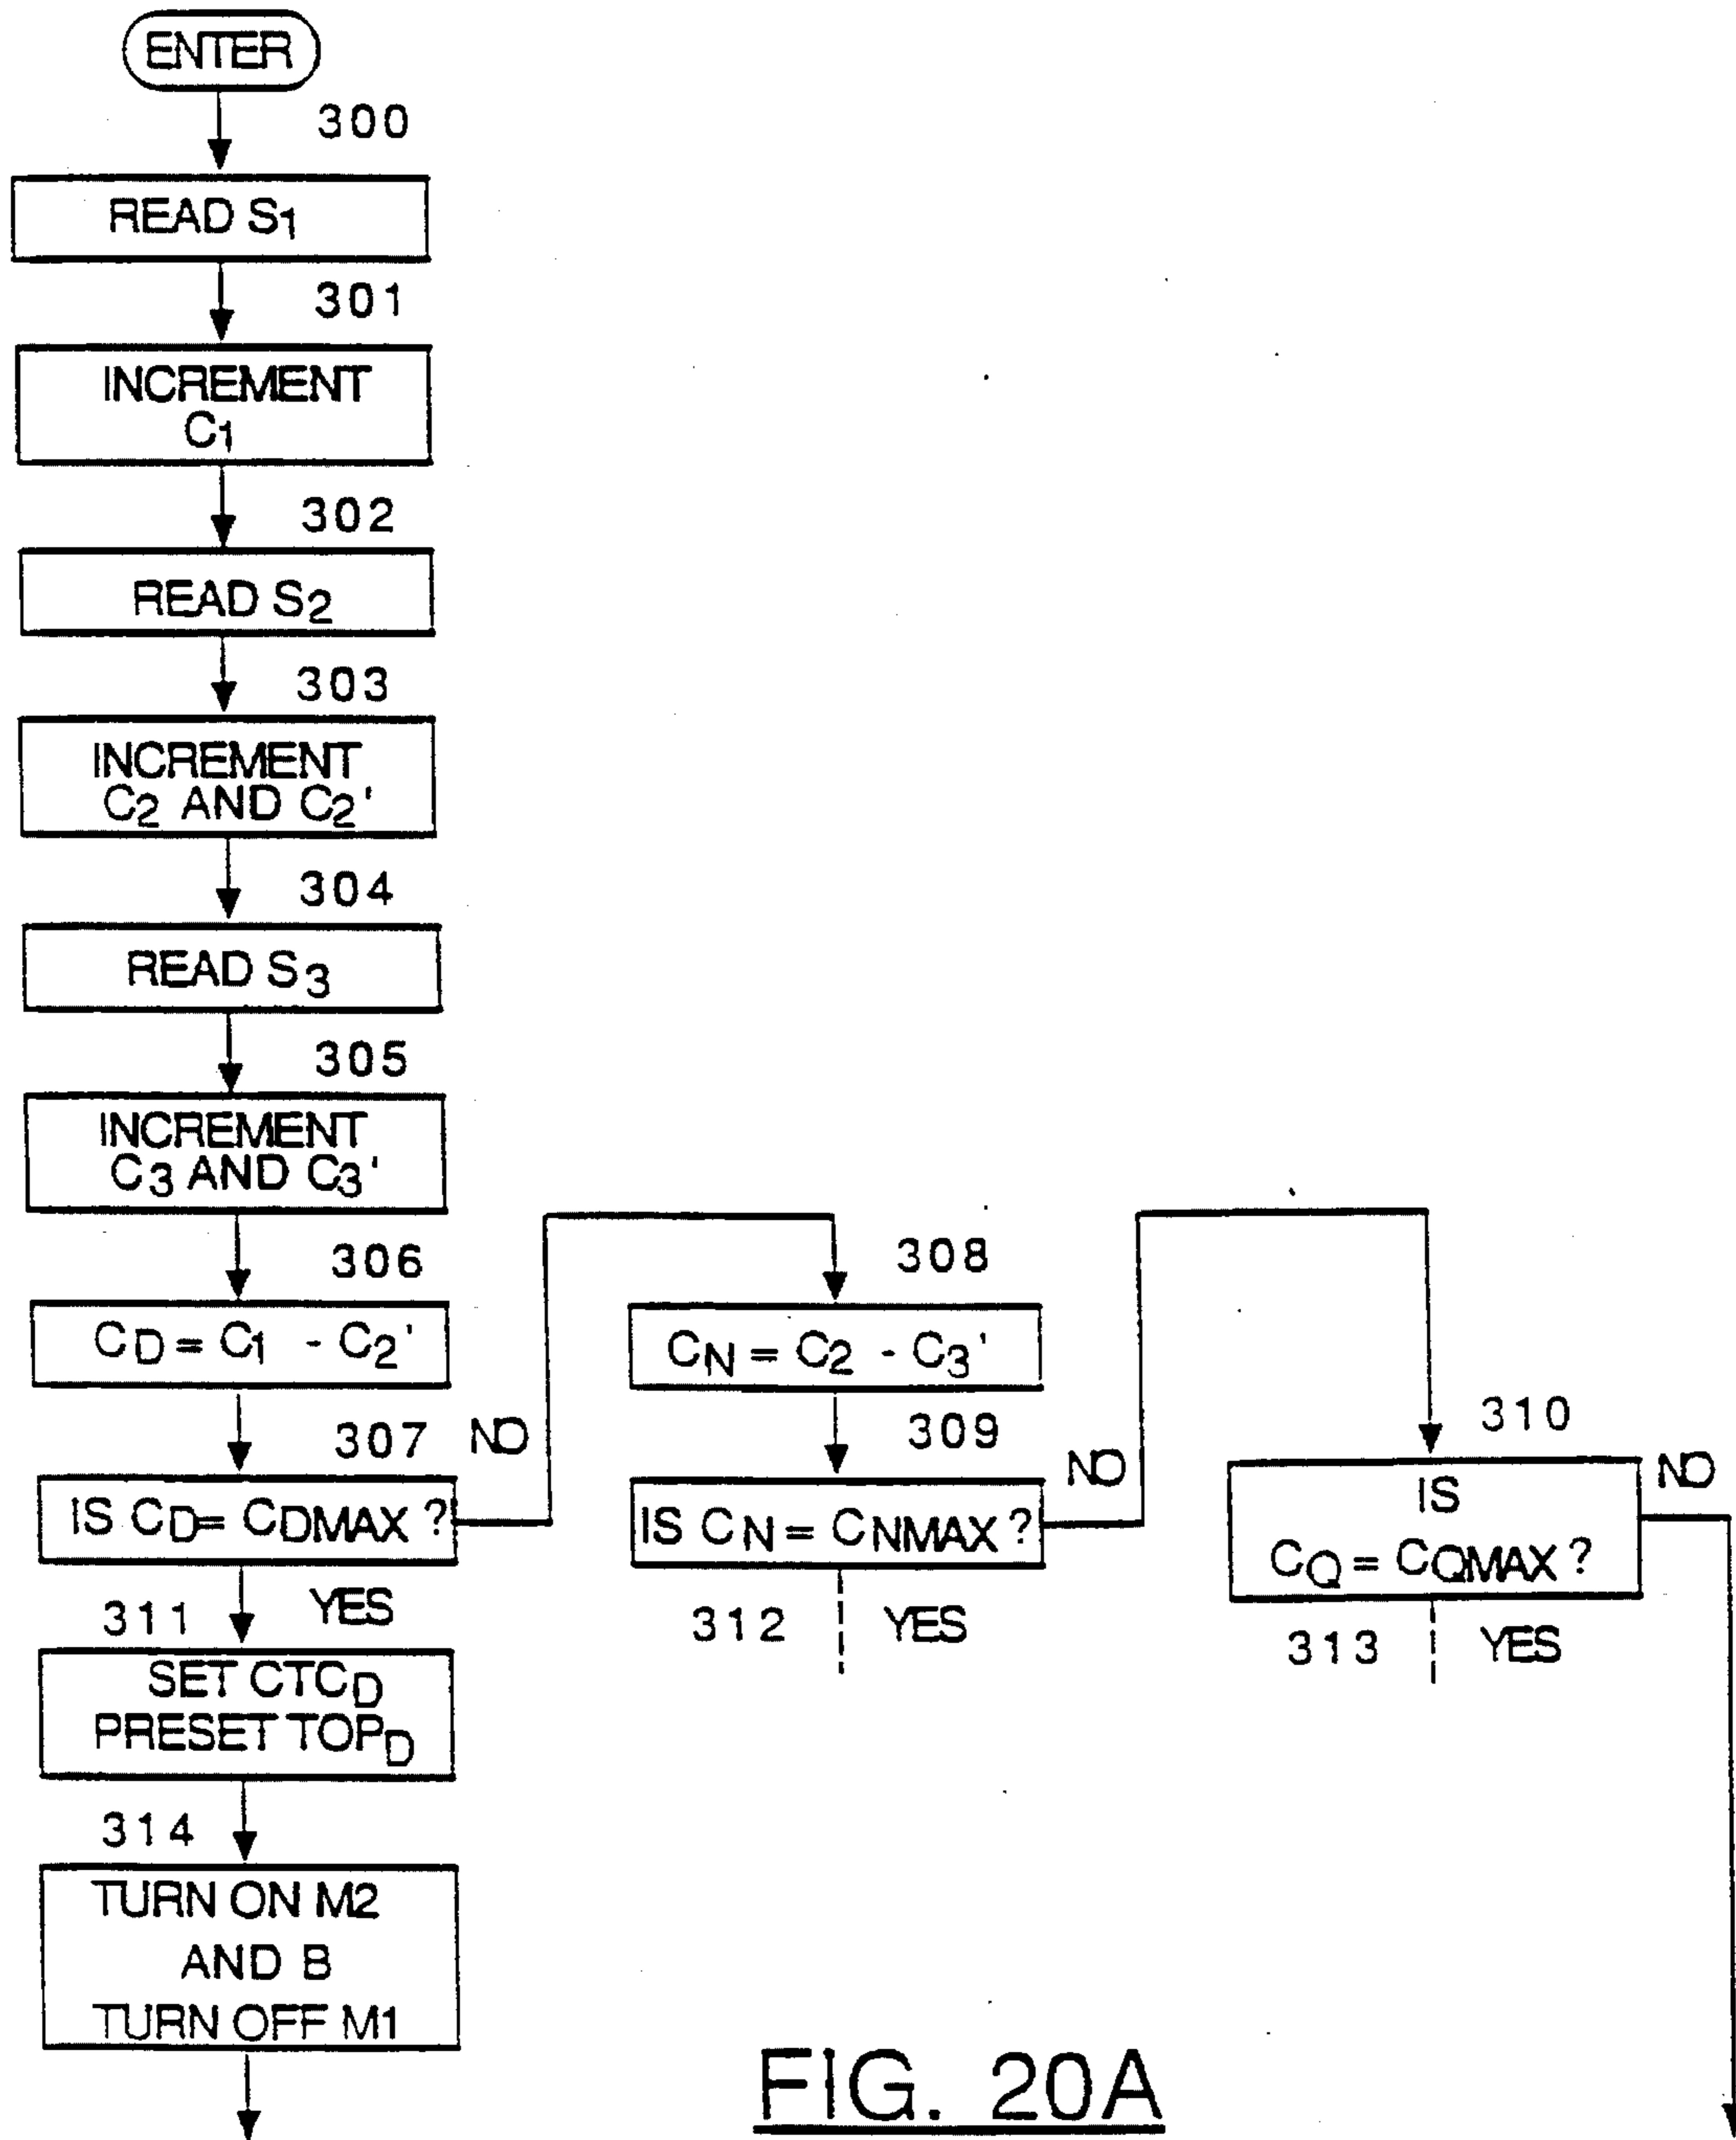 ENTER
300
READ S1
301
INCREMENT
C1
302
READ S2
303
INCREMENT
C2 AND C2'
304
READ S3
305
INCREMENT
C3 AND C3'
306
CD = C1 - C2'
307
NO
IS CD = CDMAX ?
308
CN = C2 - C3'
309
NO
IS CN = CNMAX ?
310
NO
IS
CQ = CQMAX ?
311
YES
312
YES
313
YES
SET CTCD
PRESET TOPD
314
TURN ON M2
AND B
TURN OFF M1
FIG. 20A